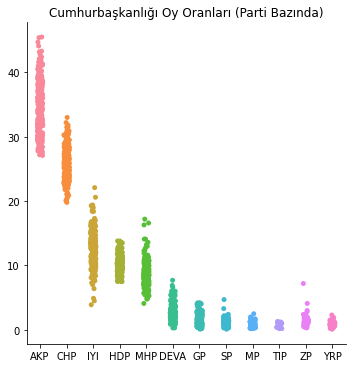 Cumhurbaşkanlığı Oy Oranları (Parti Bazında)
40
30
20
10
0
AKP CHP IYI HDP MHP DEVA GP SP MP TIP ZP YRP